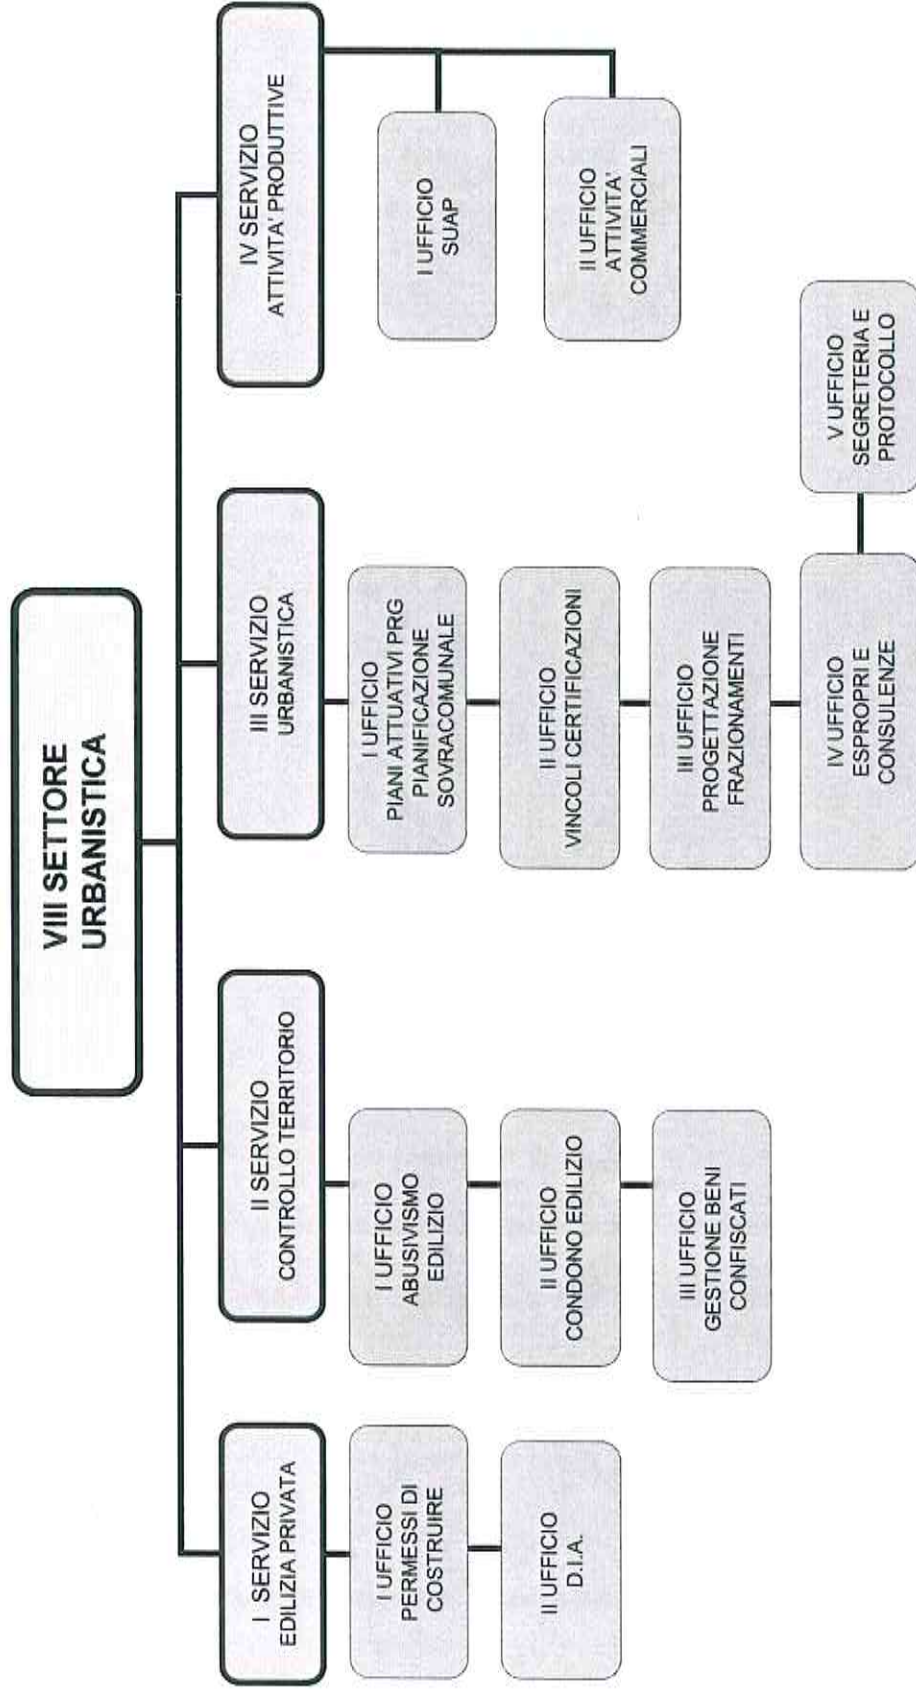 VIII SETTORE
URBANISTICA
I SERVIZIO
EDILIZIA PRIVATA
I UFFICIO
PERMESSI DI
COSTRUIRE
II UFFICIO
D.I.A.
II SERVIZIO
CONTROLLO TERRITORIO
I UFFICIO
ABUSIVISMO
EDILIZIO
II UFFICIO
CONDONO EDILIZIO
III UFFICIO
GESTIONE BENI
CONFISCATI
III SERVIZIO
URBANISTICA
I UFFICIO
PIANI ATTUATIVI PRG
PIANIFICAZIONE
SOVRACOMUNALE
II UFFICIO
VINCOLI CERTIFICAZIONI
III UFFICIO
PROGETTAZIONE
FRAZIONAMENTI
IV UFFICIO
ESPROPRI E
CONSULENZE
V UFFICIO
SEGRETERIA E
PROTOCOLLO
IV SERVIZIO
ATTIVITA' PRODUTTIVE
I UFFICIO
SUAP
II UFFICIO
ATTIVITA'
COMMERCIALI